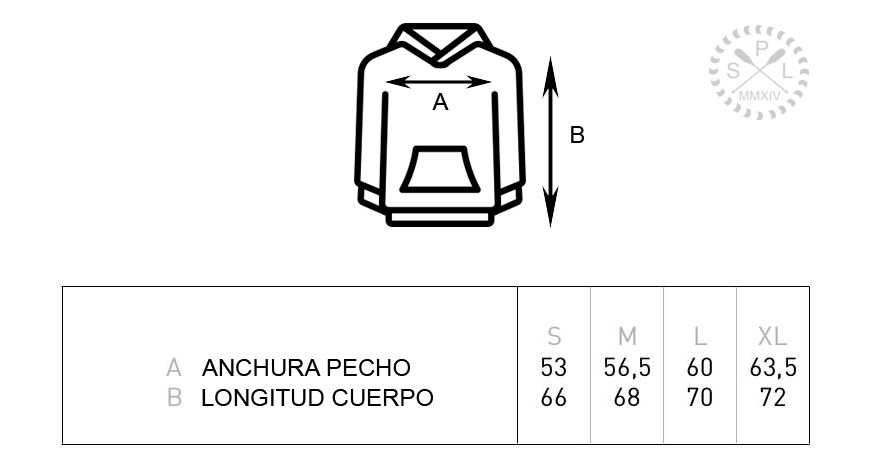 P
S L
MMXIV
A
B
S M L XL
A ANCHURA PECHO 53 56,5 60 63,5
B LONGITUD CUERPO 66 68 70 72